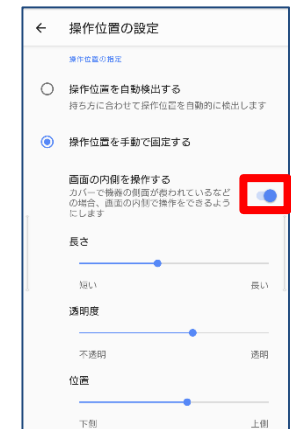 ← 操作位置の設定
操作位置の指定
操作位置を自動検出する
持ち方に合わせて操作位置を自動的に検出します
操作位置を手動で固定する
画面の内側を操作する
カバーで機器の側面が覆われているなど
の場合、画面の内側で操作をできるよう
にします
長さ
短い 長い
透明度
不透明 透明
位置
下側 上側